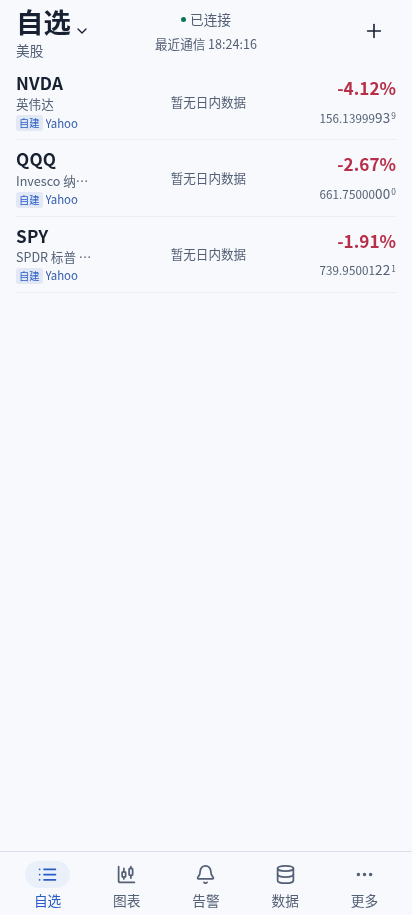 自选
美股
已连接
最近通信 18:24:16
NVDA
英伟达
自建 Yahoo
暂无日内数据
-4.12%
156.13999939
QQQ
Invesco 纳…
自建 Yahoo
暂无日内数据
-2.67%
661.75000000
SPY
SPDR 标普 …
自建 Yahoo
暂无日内数据
-1.91%
739.95001221
自选
图表
告警
数据
更多